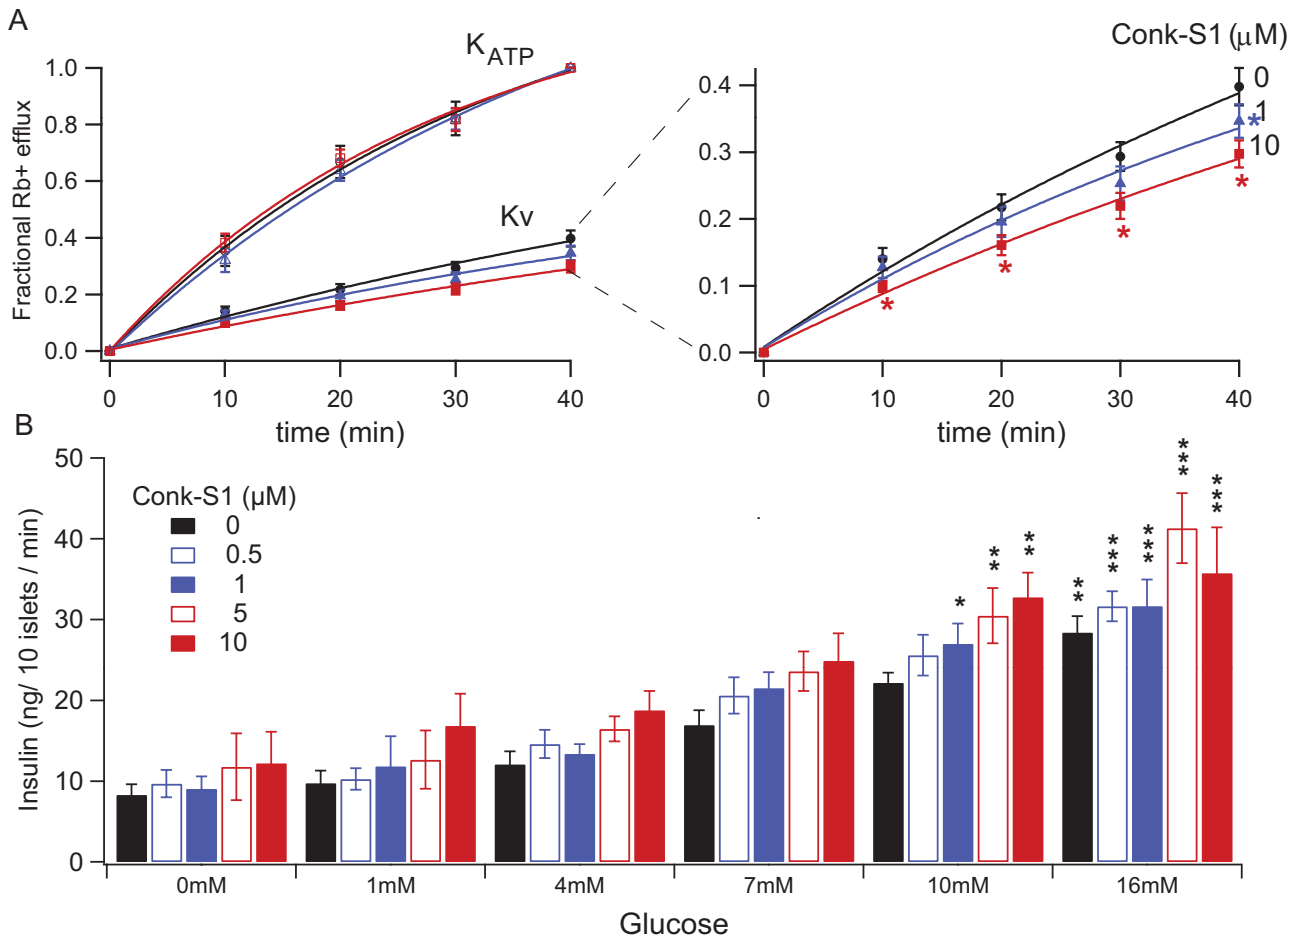 A
K_ATP
Kv
Fractional Rb+ efflux
1.0
0.8
0.6
0.4
0.2
0.0
0 10 20 30 40
time (min)
Conk-S1 (μM)
0
1
*
10
0.4
0.3
0.2
0.1
0.0
* * * *
0 10 20 30 40
time (min)
B
Insulin (ng/ 10 islets / min)
50
40
30
20
10
0
Conk-S1 (μM)
0
0.5
1
5
10
* ** ** ** *** *** *** ***
0mM 1mM 4mM 7mM 10mM 16mM
Glucose